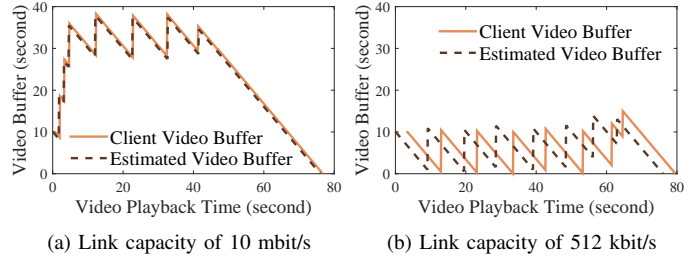 40
30
20
10
0
Video Buffer (second)
Client Video Buffer
Estimated Video Buffer
0 20 40 60 80
Video Playback Time (second)
(a) Link capacity of 10 mbit/s
40
30
20
10
0
Video Buffer (second)
Client Video Buffer
Estimated Video Buffer
0 20 40 60 80
Video Playback Time (second)
(b) Link capacity of 512 kbit/s